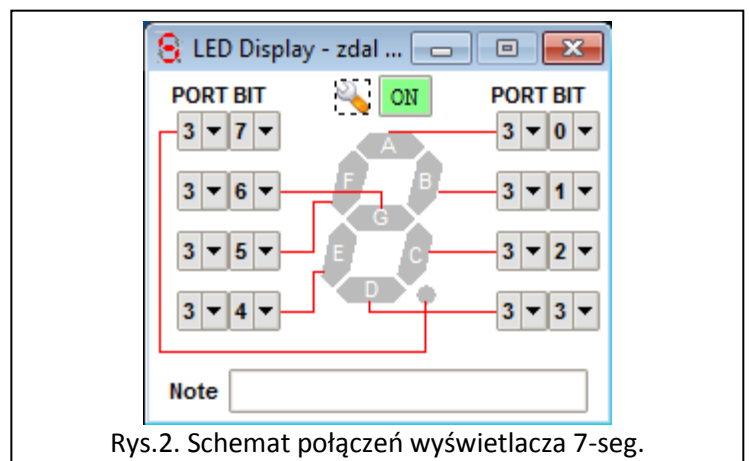 LED Display - zdal ...
PORT BIT ON PORT BIT
3 7 A 3 0
3 6 F B 3 1
G
3 5 E C 3 2
3 4 D 3 3
Note
Rys.2. Schemat połączeń wyświetlacza 7-seg.